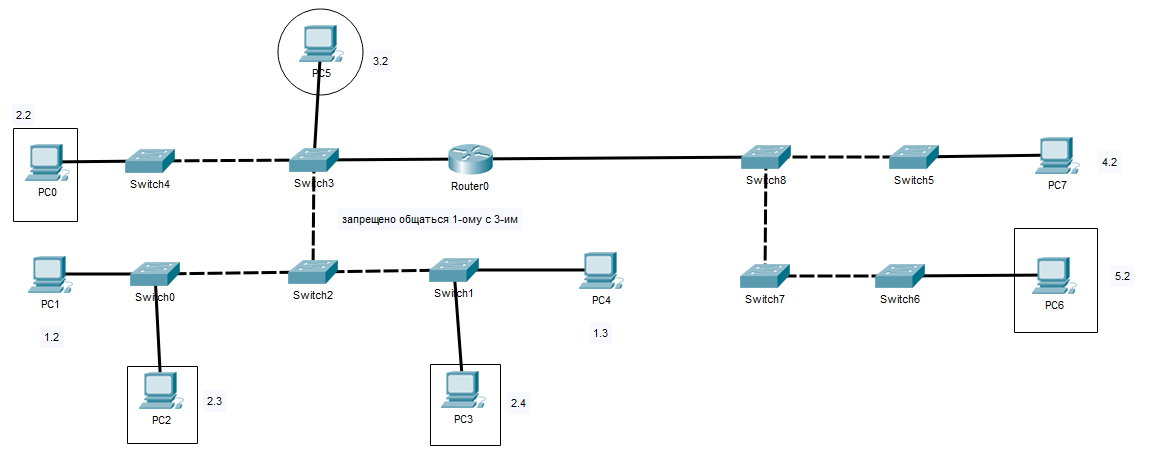 PC5
3.2
2.2
PC0
Switch4
Switch3
Router0
Switch8
Switch5
PC7
4.2
запрещено общаться 1-ому с 3-им
PC1
Switch0
Switch2
Switch1
PC4
Switch7
Switch6
PC6
5.2
1.2
1.3
PC2
2.3
PC3
2.4